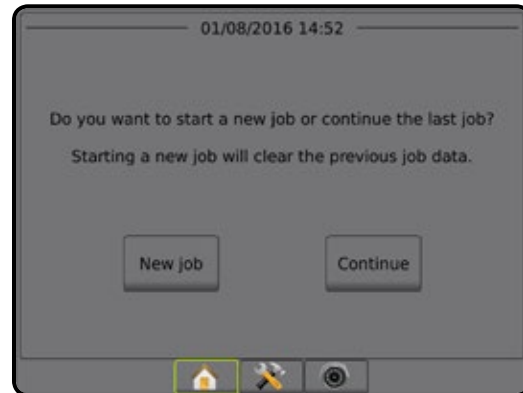 01/08/2016 14:52
Do you want to start a new job or continue the last job?
Starting a new job will clear the previous job data.
New job
Continue